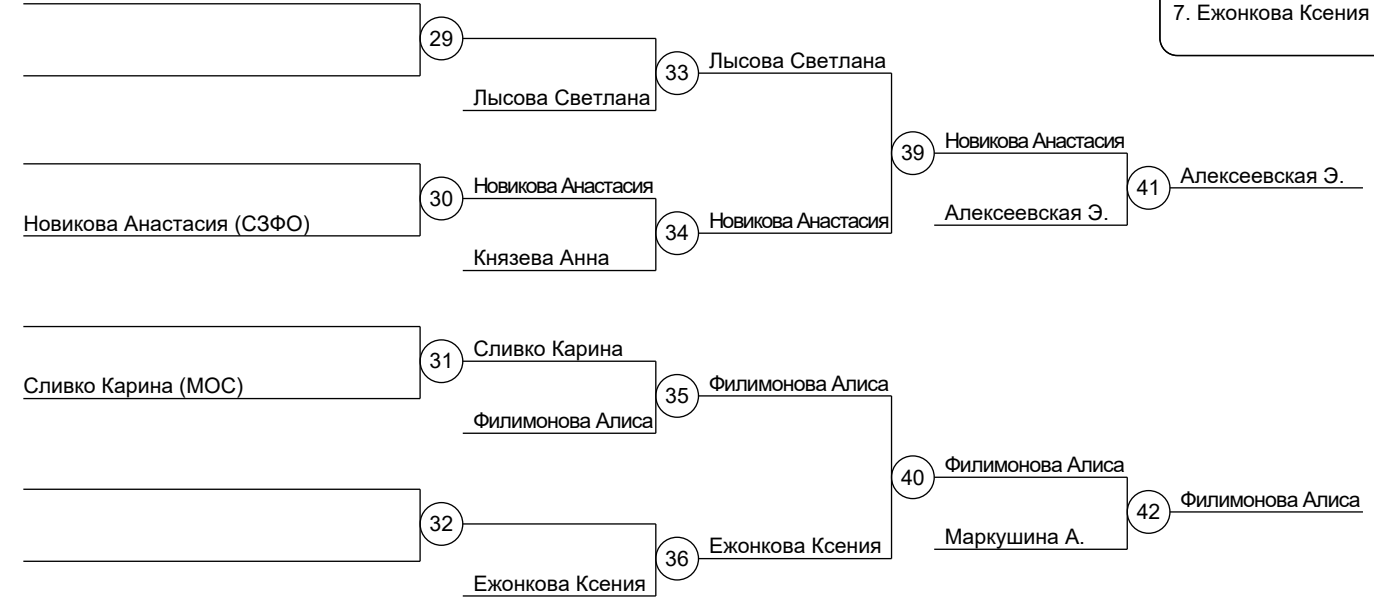 7. Ежонкова Ксения
29
33
Лысова Светлана
Лысова Светлана
39
Новикова Анастасия
41
Алексеевская Э.
30
Новикова Анастасия
Новикова Анастасия (СЗФО)
34
Новикова Анастасия
Алексеевская Э.
Князева Анна
31
Сливко Карина
Сливко Карина (МОС)
35
Филимонова Алиса
Филимонова Алиса
40
Филимонова Алиса
42
Филимонова Алиса
32
36
Ежонкова Ксения
Маркушина А.
Ежонкова Ксения